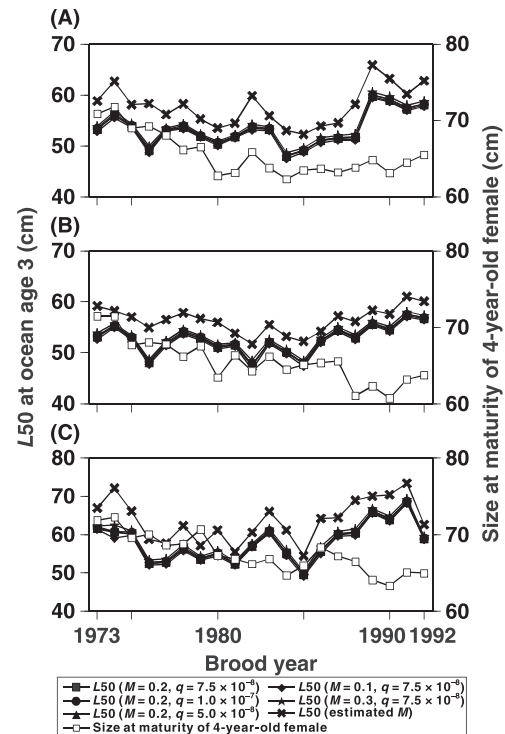 (A)
70
80
60
50
70
40
60
(B)
70
80
60
50
70
40
60
(C)
80
80
70
60
70
50
40
60
1973
1980
1990
1992
Brood year
L50 at ocean age 3 (cm)
Size at maturity of 4-year-old female (cm)
L50 (M = 0.2, q = 7.5 × 10⁻⁸)
L50 (M = 0.1, q = 7.5 × 10⁻⁸)
L50 (M = 0.2, q = 1.0 × 10⁻⁷)
L50 (M = 0.3, q = 7.5 × 10⁻⁸)
L50 (M = 0.2, q = 5.0 × 10⁻⁸)
L50 (estimated M)
Size at maturity of 4-year-old female